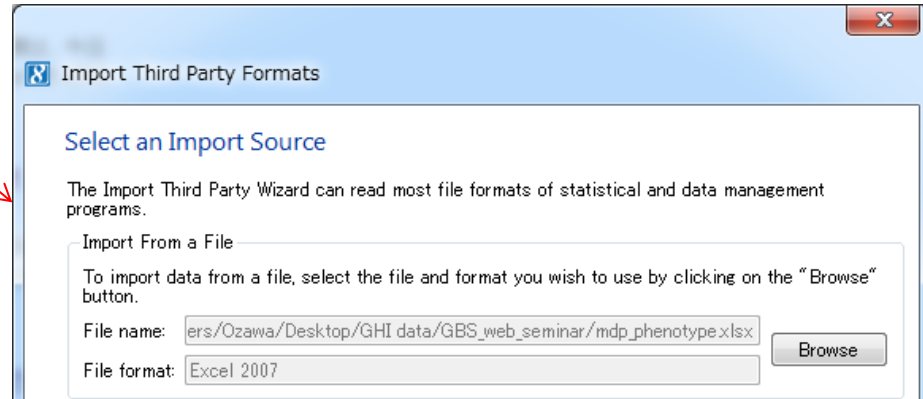 Import Third Party Formats
Select an Import Source
The Import Third Party Wizard can read most file formats of statistical and data management
programs.
Import From a File
To import data from a file, select the file and format you wish to use by clicking on the "Browse"
button.
File name: ers/Ozawa/Desktop/GHI data/GBS_web_seminar/mdp_phenotype.xlsx
Browse
File format: Excel 2007